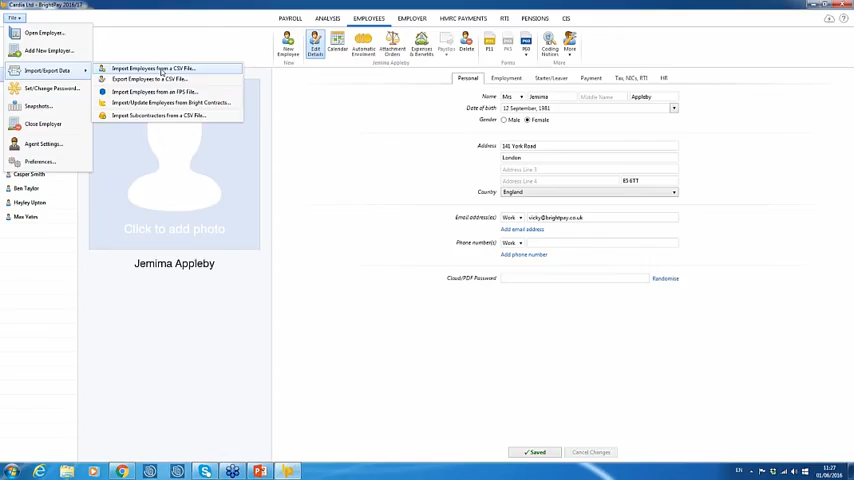 Cardia Ltd - BrightPay 2016/17
File
PAYROLL ANALYSIS EMPLOYEES EMPLOYER HMRC PAYMENTS RTI PENSIONS CIS
Open Employer...
Add New Employer...
Import/Export Data
Set/Change Password...
Snapshots...
Close Employer
Agent Settings...
Preferences...
Import Employees from a CSV File...
Export Employees to a CSV File...
Import Employees from an FPS File...
Import/Update Employees from Bright Contracts...
Import Subcontractors from a CSV File...
New Employee
Edit Details
Calendar
Automatic Enrolment
Attachment Orders
Expenses & Benefits
Payslips
Delete
P11
P45
P60
Coding Notices
More
New
Jemima Appleby
Forms
More
Casper Smith
Ben Taylor
Hayley Upton
Max Yates
Click to add photo
Jemima Appleby
Personal Employment Starter/Leaver Payment Tax, NICs, RTI HR
Name Mrs Jemima Middle Name Appleby
Date of birth 12 September, 1981
Gender Male Female
Address 141 York Road
London
Address Line 3
Address Line 4 E5 6TT
Country England
Email address(es) Work vicky@brightpay.co.uk
Add email address
Phone number(s) Work
Add phone number
Cloud/PDF Password Randomise
Saved Cancel Changes
EN 11:27
01/08/2016